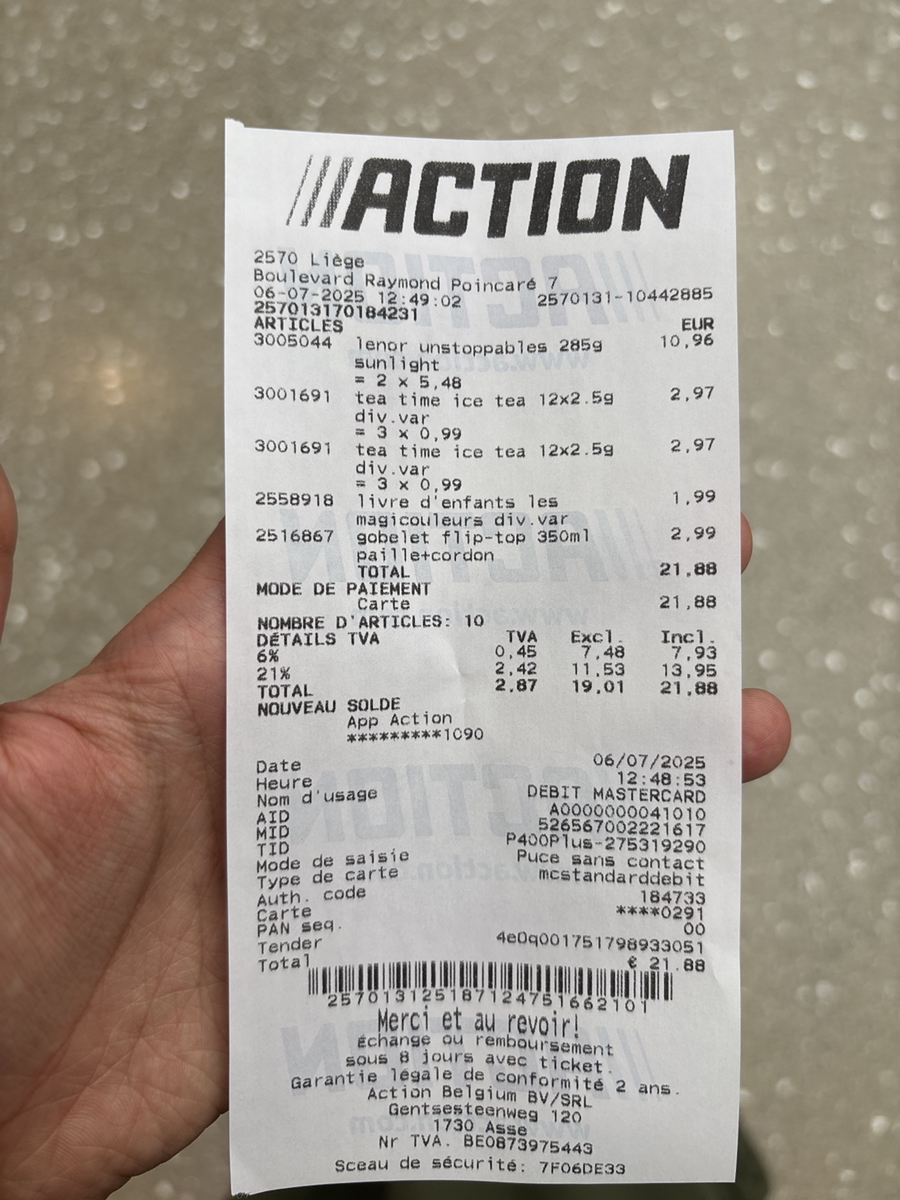 ACTION
2570 Liège
Boulevard Raymond Poincaré 7
06-07-2025 12:49:02 2570131-10442885
257013170184231
ARTICLES EUR
3005044 lenor unstoppables 285g 10,96
sunlight
= 2 x 5,48
3001691 tea time ice tea 12x2.5g 2,97
div.var
= 3 x 0,99
3001691 tea time ice tea 12x2.5g 2,97
div.var
= 3 x 0,99
2558918 livre d'enfants les 1,99
magicouleurs div.var
2516867 gobelet flip-top 350ml 2,99
paille+cordon
TOTAL 21,88
MODE DE PAIEMENT
Carte 21,88
NOMBRE D'ARTICLES: 10
DÉTAILS TVA TVA Excl. Incl.
6% 0,45 7,48 7,93
21% 2,42 11,53 13,95
TOTAL 2,87 19,01 21,88
NOUVEAU SOLDE
App Action
*********1090
Date 06/07/2025
Heure 12:48:53
Nom d'usage DEBIT MASTERCARD
AID A0000000041010
MID 526567002221617
TID P400Plus-275319290
Mode de saisie Puce sans contact
Type de carte mcstandarddebit
Auth. code 184733
Carte ****0291
PAN seq. 00
Tender 4e0q001751798933051
Total € 21.88
257013125187124751662101
Merci et au revoir!
Échange ou remboursement
sous 8 jours avec ticket.
Garantie légale de conformité 2 ans.
Action Belgium BV/SRL
Gentsesteenweg 120
1730 Asse
Nr TVA. BE0873975443
Sceau de sécurité: 7F06DE33